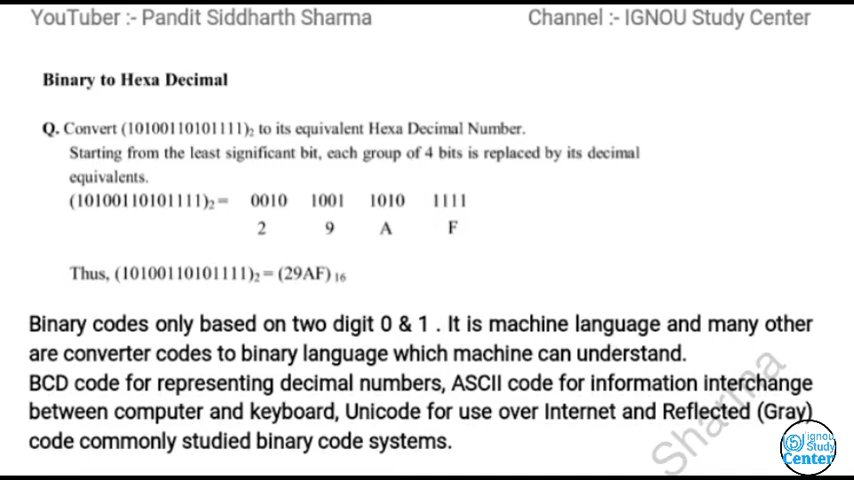 YouTuber :- Pandit Siddharth Sharma Channel :- IGNOU Study Center
Binary to Hexa Decimal
Q. Convert (10100110101111)₂ to its equivalent Hexa Decimal Number.
Starting from the least significant bit, each group of 4 bits is replaced by its decimal
equivalents.
(10100110101111)₂ = 0010 1001 1010 1111
2 9 A F
Thus, (10100110101111)₂ = (29AF) ₁₆
Binary codes only based on two digit 0 & 1 . It is machine language and many other
are converter codes to binary language which machine can understand.
BCD code for representing decimal numbers, ASCII code for information interchange
between computer and keyboard, Unicode for use over Internet and Reflected (Gray)
code commonly studied binary code systems.
Sharma
ignou
Study
Center